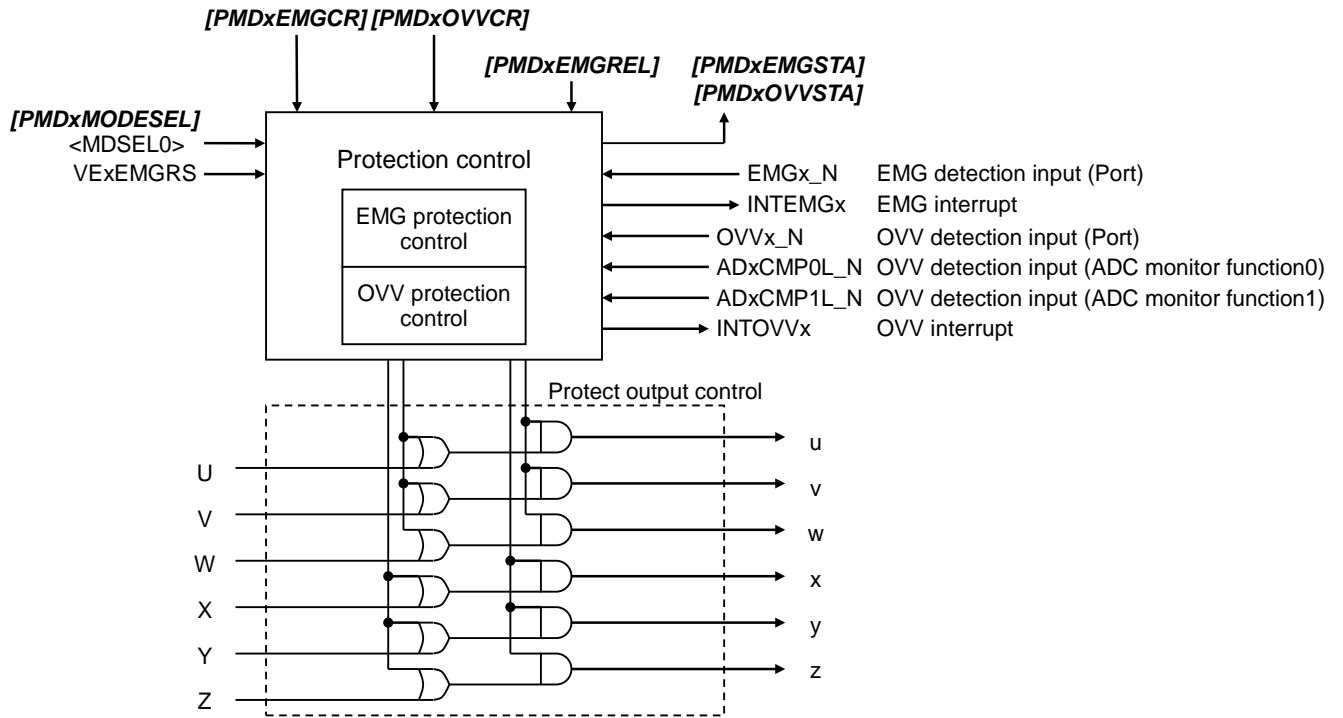 [PMDxEMGCR] [PMDxOVVCR]
[PMDxEMGREL]
[PMDxEMGSTA]
[PMDxOVVSTA]
[PMDxMODESEL]
<MDSEL0>
VExEMGRS
Protection control
EMG protection
control
OVV protection
control
EMGx_N EMG detection input (Port)
INTEMGx EMG interrupt
OVVx_N OVV detection input (Port)
ADxCMP0L_N OVV detection input (ADC monitor function0)
ADxCMP1L_N OVV detection input (ADC monitor function1)
INTOVVx OVV interrupt
Protect output control
U u
V v
W w
X x
Y y
Z z